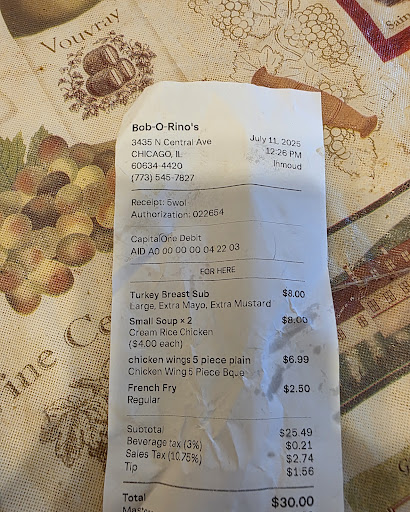 Vouvray
Bob-O-Rino's
3435 N Central Ave
CHICAGO, IL
60634-4420
(773) 545-7827
July 11, 2025
12:26 PM
Inmoud
Receipt: 5wol
Authorization: 022654
CapitalOne Debit
AID A0 00 00 00 04 22 03
FOR HERE
Turkey Breast Sub $8.00
Large, Extra Mayo, Extra Mustard
Small Soup × 2 $8.00
Cream Rice Chicken
($4.00 each)
chicken wings 5 piece plain $6.99
Chicken Wing 5 Piece Bque
French Fry $2.50
Regular
Subtotal $25.49
Beverage tax (3%) $0.21
Sales Tax (10.75%) $2.74
Tip $1.56
Total $30.00